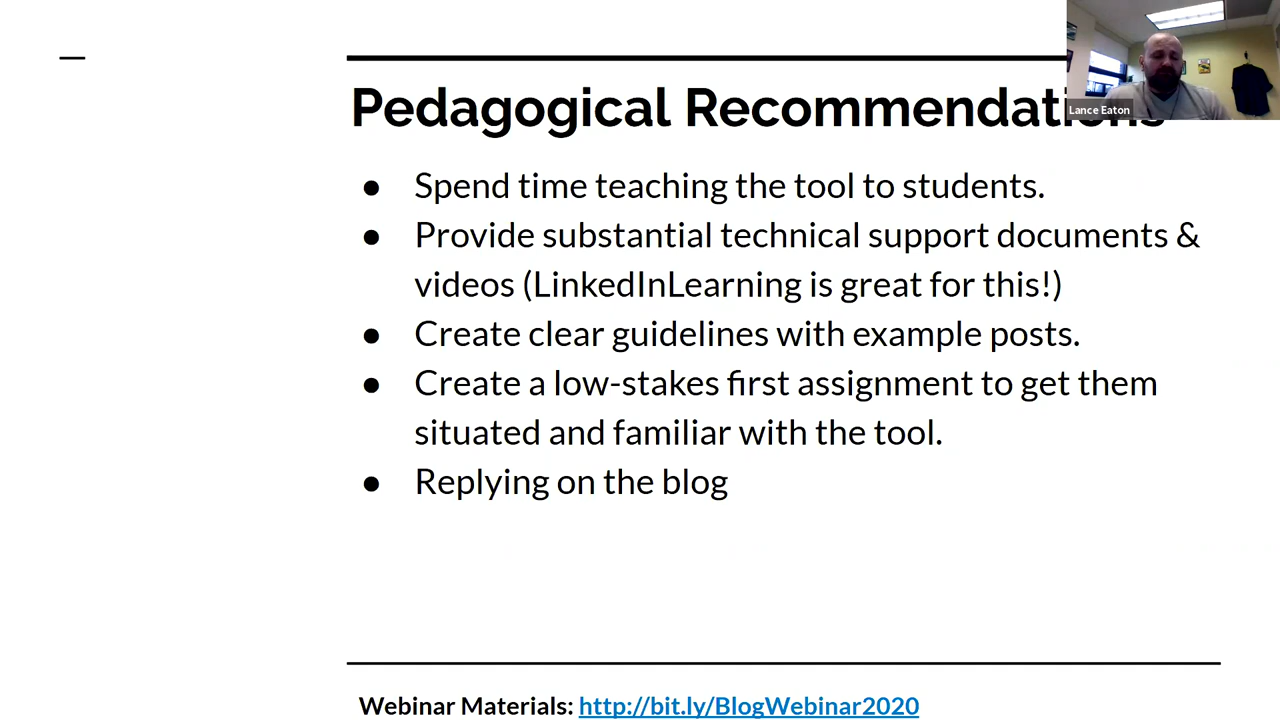 Lance Eaton
Pedagogical Recommendations
● Spend time teaching the tool to students.
● Provide substantial technical support documents &
videos (LinkedInLearning is great for this!)
● Create clear guidelines with example posts.
● Create a low-stakes first assignment to get them
situated and familiar with the tool.
● Replying on the blog
Webinar Materials: http://bit.ly/BlogWebinar2020